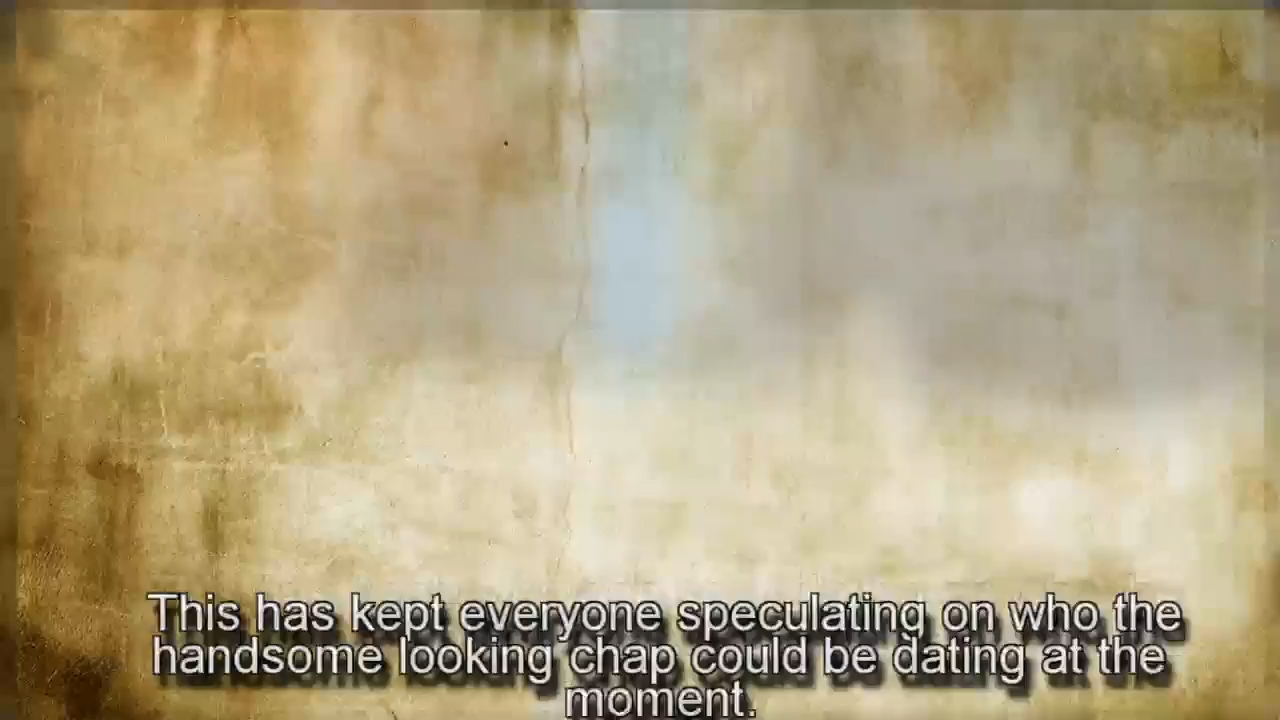 This has kept everyone speculating on who the
handsome looking chap could be dating at the
moment.